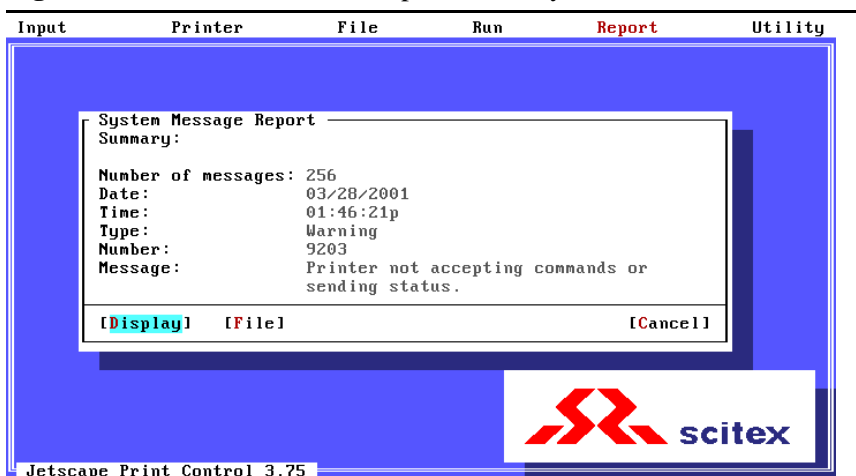 Input Printer File Run Report Utility
System Message Report
Summary:
Number of messages: 256
Date: 03/28/2001
Time: 01:46:21p
Type: Warning
Number: 9203
Message: Printer not accepting commands or
sending status.
[Display] [File] [Cancel]
scitex
Jetscape Print Control 3.75